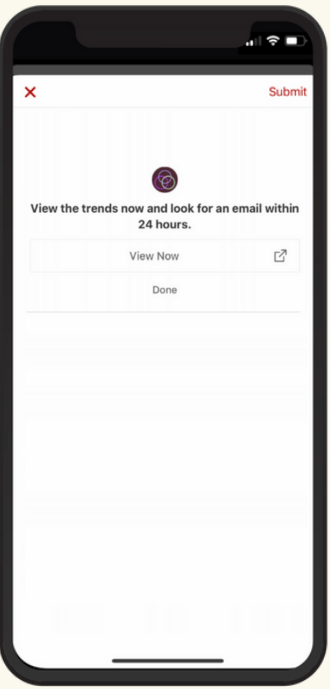 Submit
View the trends now and look for an email within
24 hours.
View Now
Done